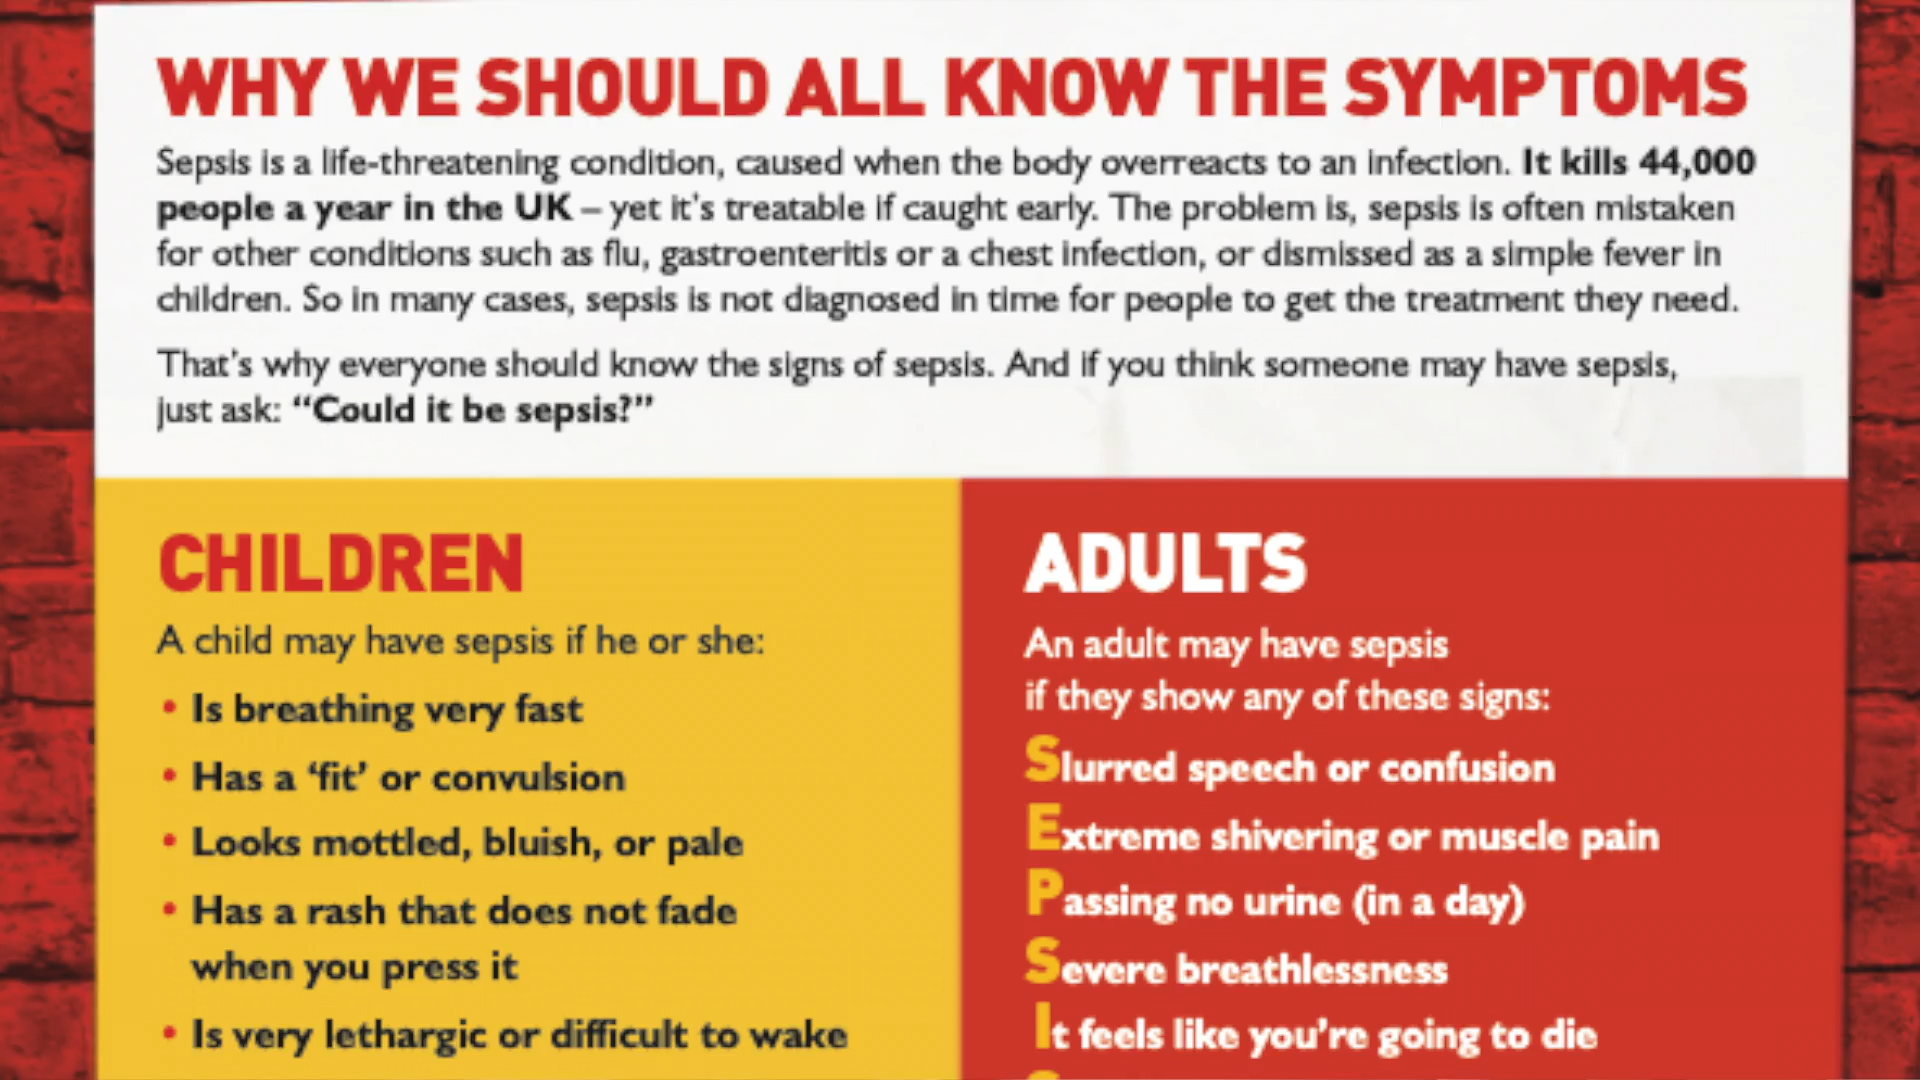 WHY WE SHOULD ALL KNOW THE SYMPTOMS
Sepsis is a life-threatening condition, caused when the body overreacts to an infection. It kills 44,000
people a year in the UK – yet it's treatable if caught early. The problem is, sepsis is often mistaken
for other conditions such as flu, gastroenteritis or a chest infection, or dismissed as a simple fever in
children. So in many cases, sepsis is not diagnosed in time for people to get the treatment they need.
That's why everyone should know the signs of sepsis. And if you think someone may have sepsis,
just ask: “Could it be sepsis?”
CHILDREN
A child may have sepsis if he or she:
• Is breathing very fast
• Has a ‘fit’ or convulsion
• Looks mottled, bluish, or pale
• Has a rash that does not fade
when you press it
• Is very lethargic or difficult to wake
ADULTS
An adult may have sepsis
if they show any of these signs:
Slurred speech or confusion
Extreme shivering or muscle pain
Passing no urine (in a day)
Severe breathlessness
It feels like you’re going to die